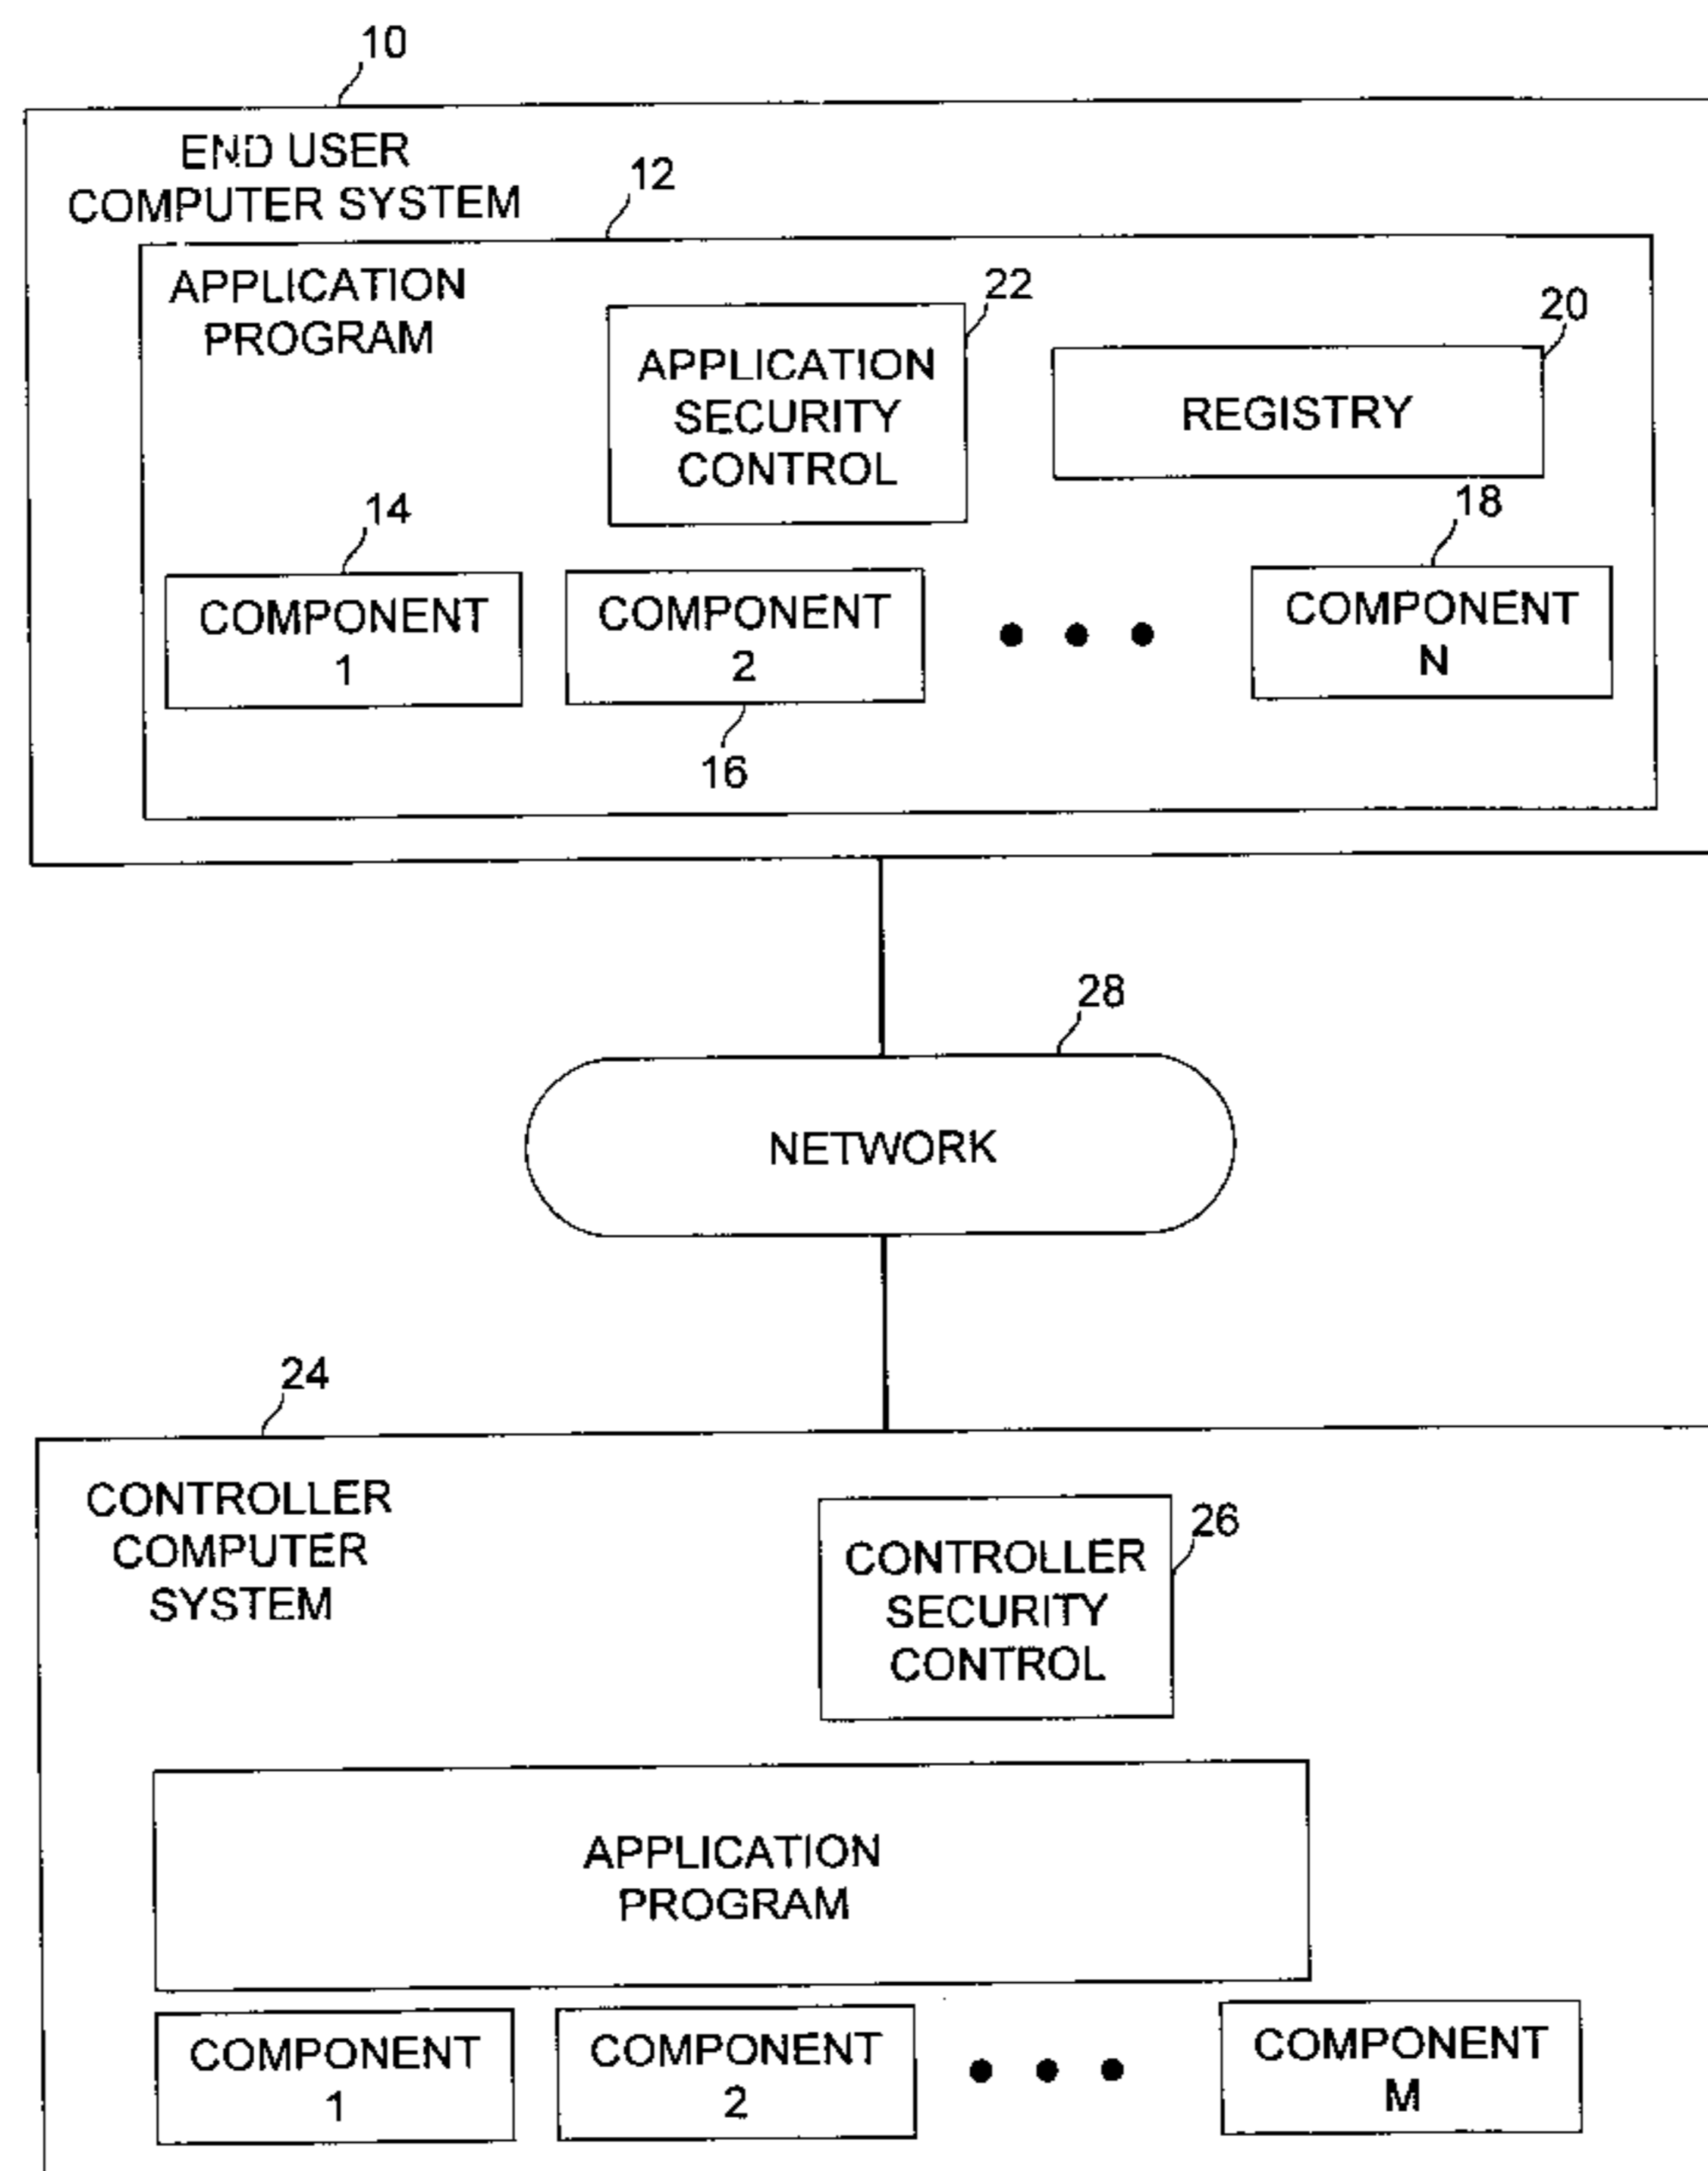 10
END USER
COMPUTER SYSTEM
12
APPLICATION
PROGRAM
22
APPLICATION
SECURITY
CONTROL
20
REGISTRY
14
COMPONENT
1
COMPONENT
2
16
18
COMPONENT
N
28
NETWORK
24
CONTROLLER
COMPUTER
SYSTEM
26
CONTROLLER
SECURITY
CONTROL
APPLICATION
PROGRAM
COMPONENT
1
COMPONENT
2
COMPONENT
M